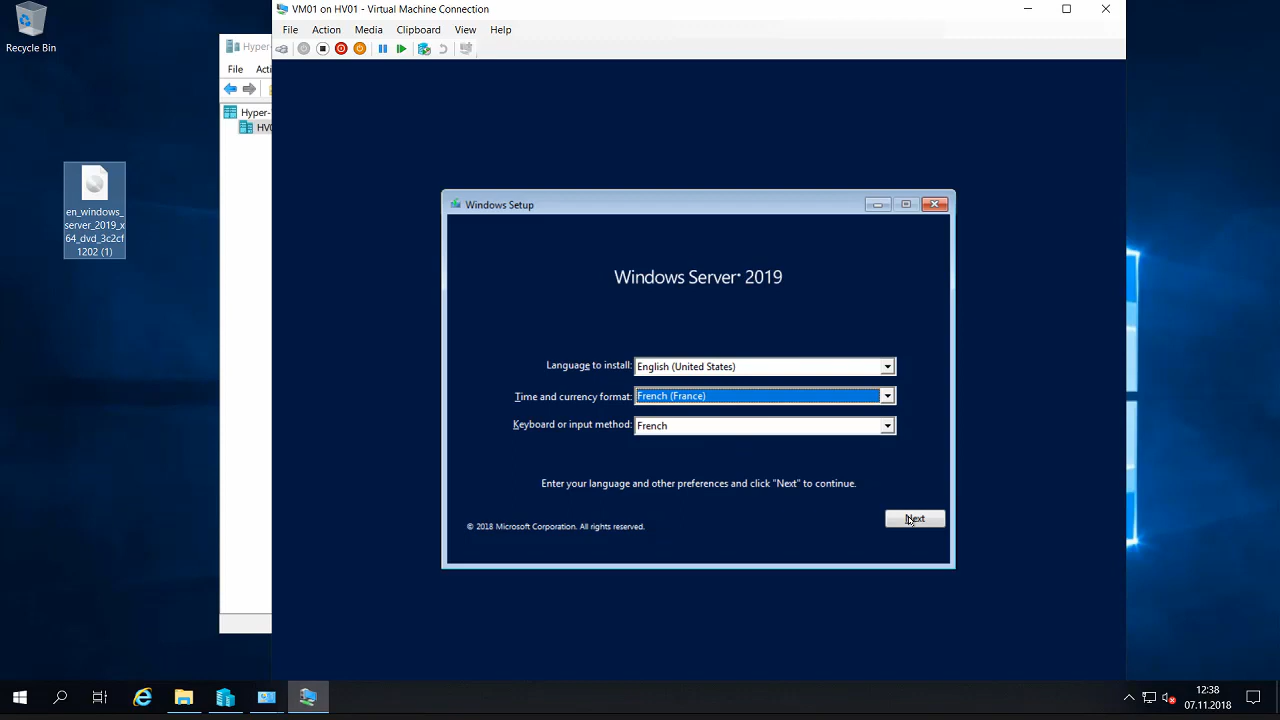 Recycle Bin
en_windows_
server_2019_x
64_dvd_3c2cf
1202 (1)
Hyper-
File
Hyper-
VM01 on HV01 - Virtual Machine Connection
File Action Media Clipboard View Help
Windows Setup
Windows Server 2019
Language to install: English (United States)
Time and currency format: French (France)
Keyboard or input method: French
Enter your language and other preferences and click "Next" to continue.
© 2018 Microsoft Corporation. All rights reserved.
Next
12:38
07.11.2018